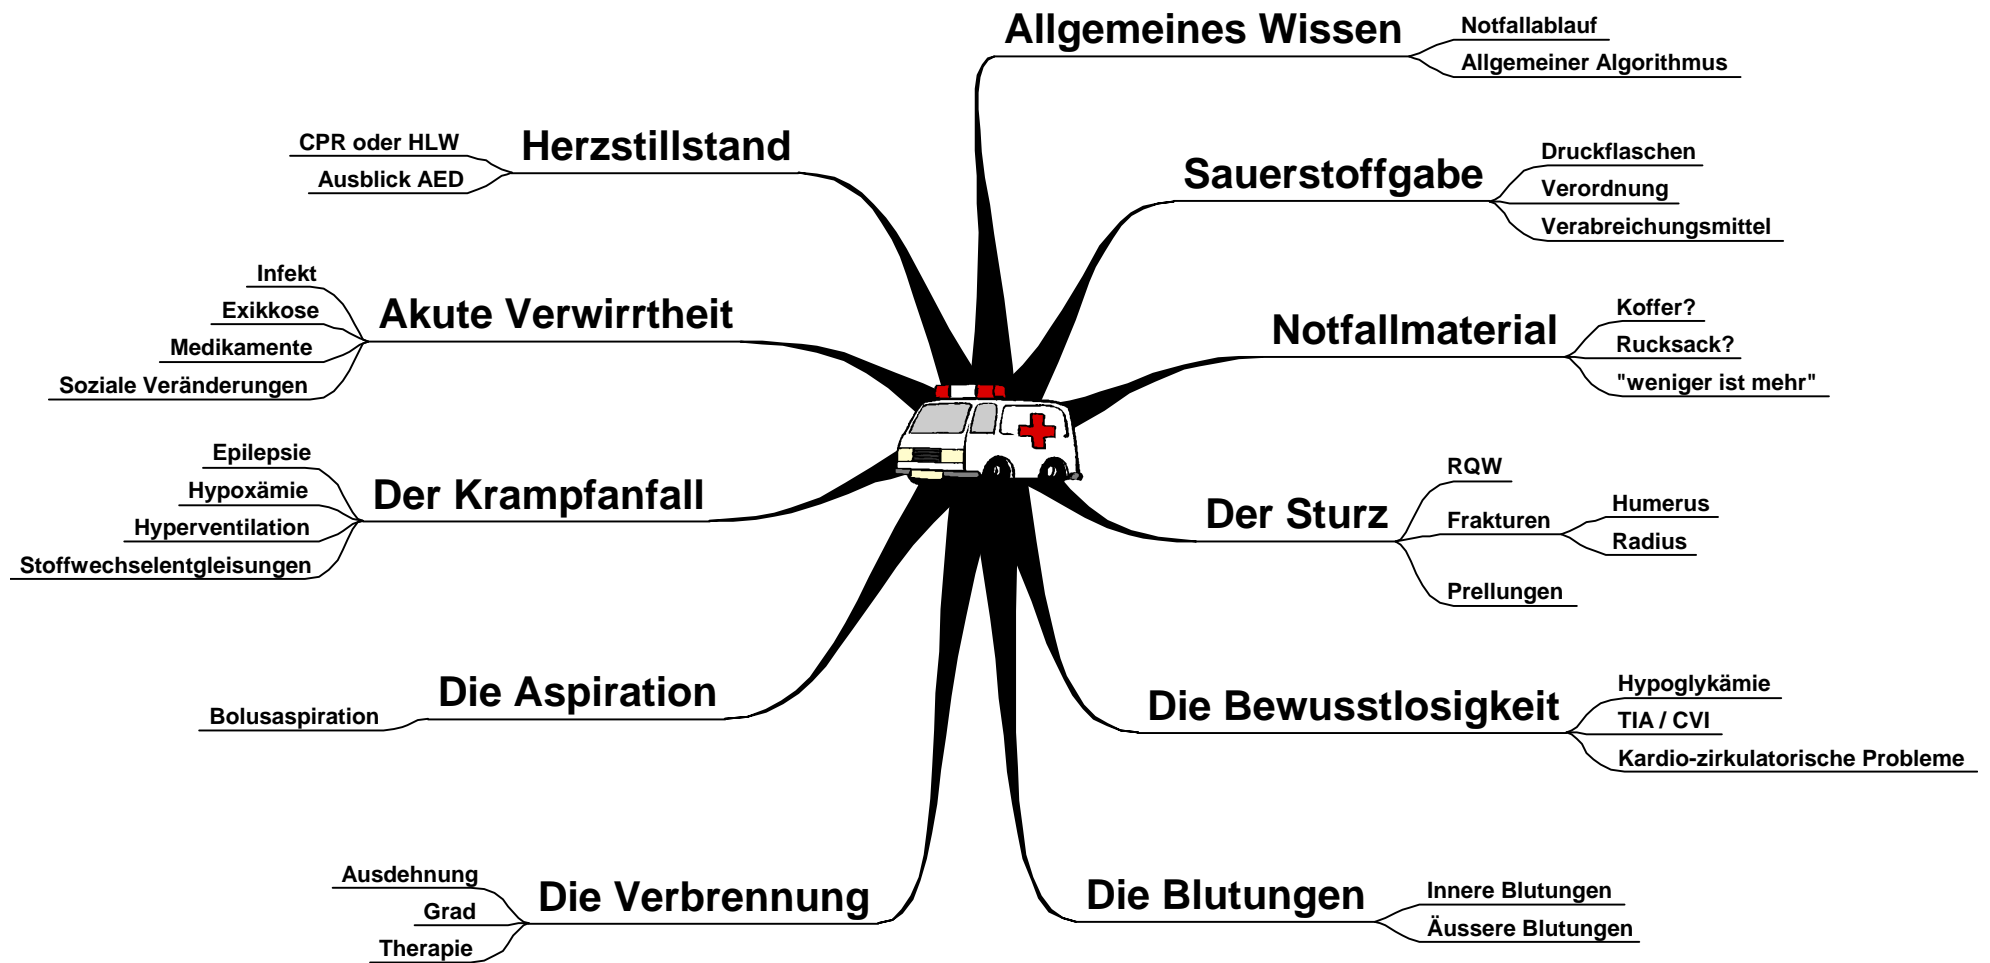 Allgemeines Wissen
Notfallablauf
Allgemeiner Algorithmus
Sauerstoffgabe
Druckflaschen
Verordnung
Verabreichungsmittel
Notfallmaterial
Koffer?
Rucksack?
"weniger ist mehr"
Der Sturz
RQW
Frakturen
Humerus
Radius
Prellungen
Die Bewusstlosigkeit
Hypoglykämie
TIA / CVI
Kardio-zirkulatorische Probleme
Die Blutungen
Innere Blutungen
Äussere Blutungen
Herzstillstand
CPR oder HLW
Ausblick AED
Akute Verwirrtheit
Infekt
Exikkose
Medikamente
Soziale Veränderungen
Der Krampfanfall
Epilepsie
Hypoxämie
Hyperventilation
Stoffwechselentgleisungen
Die Aspiration
Bolusaspiration
Die Verbrennung
Ausdehnung
Grad
Therapie